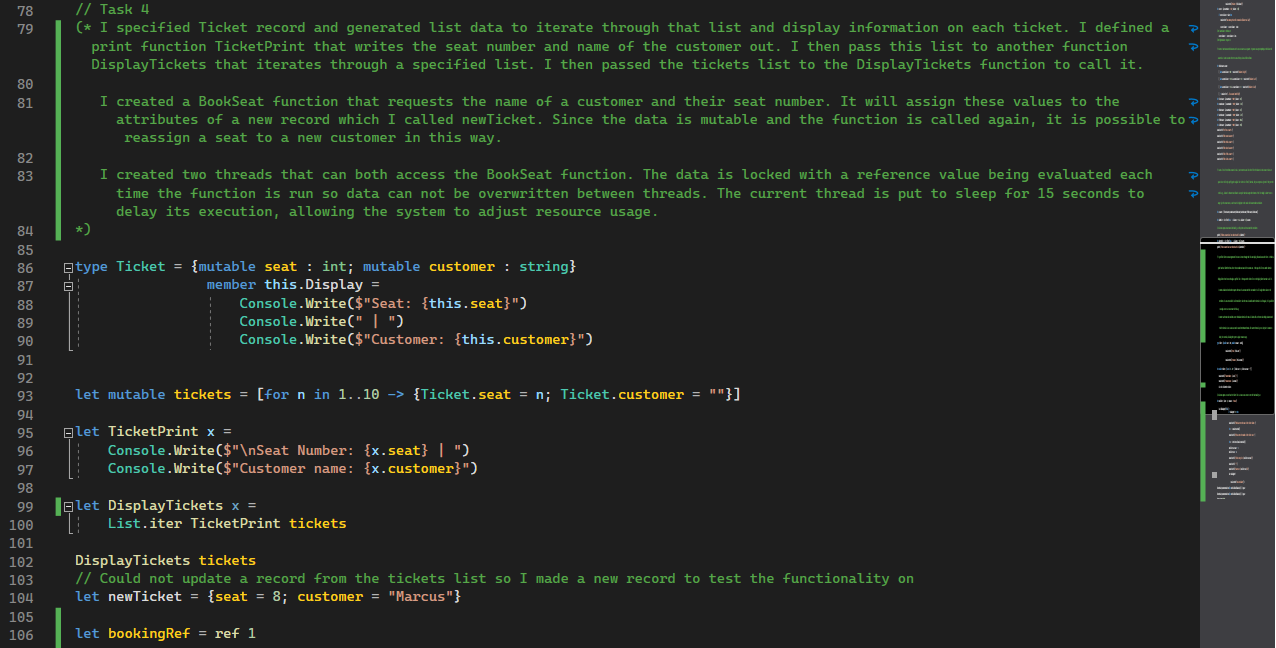 78 // Task 4
79 (* I specified Ticket record and generated list data to iterate through that list and display information on each ticket. I defined a
print function TicketPrint that writes the seat number and name of the customer out. I then pass this list to another function
DisplayTickets that iterates through a specified list. I then passed the tickets list to the DisplayTickets function to call it.
80
81 I created a BookSeat function that requests the name of a customer and their seat number. It will assign these values to the
attributes of a new record which I called newTicket. Since the data is mutable and the function is called again, it is possible to
reassign a seat to a new customer in this way.
82
83 I created two threads that can both access the BookSeat function. The data is locked with a reference value being evaluated each
time the function is run so data can not be overwritten between threads. The current thread is put to sleep for 15 seconds to
delay its execution, allowing the system to adjust resource usage.
84 *)
85
86 type Ticket = {mutable seat : int; mutable customer : string}
87 member this.Display =
88 Console.Write($"Seat: {this.seat}")
89 Console.Write(" | ")
90 Console.Write($"Customer: {this.customer}")
91
92
93 let mutable tickets = [for n in 1..10 -> {Ticket.seat = n; Ticket.customer = ""}]
94
95 let TicketPrint x =
96 Console.Write($"\nSeat Number: {x.seat} | ")
97 Console.Write($"Customer name: {x.customer}")
98
99 let DisplayTickets x =
100 List.iter TicketPrint tickets
101
102 DisplayTickets tickets
103 // Could not update a record from the tickets list so I made a new record to test the functionality on
104 let newTicket = {seat = 8; customer = "Marcus"}
105
106 let bookingRef = ref 1